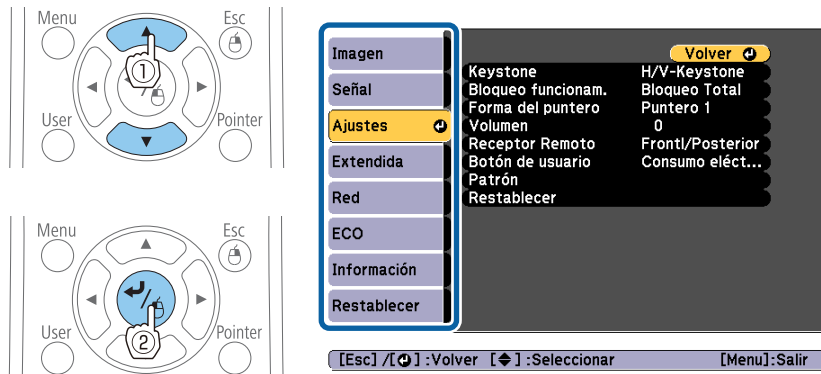 Menu
Esc
①
User
Pointer
Menu
Esc
User
Pointer
②
Imagen
Señal
Ajustes
Extendida
Red
ECO
Información
Restablecer
Volver
Keystone H/V-Keystone
Bloqueo funcionam. Bloqueo Total
Forma del puntero Puntero 1
Volumen 0
Receptor Remoto Frontl/Posterior
Botón de usuario Consumo eléct...
Patrón
Restablecer
[Esc] /[ ] :Volver [ ] :Seleccionar [Menu]:Salir